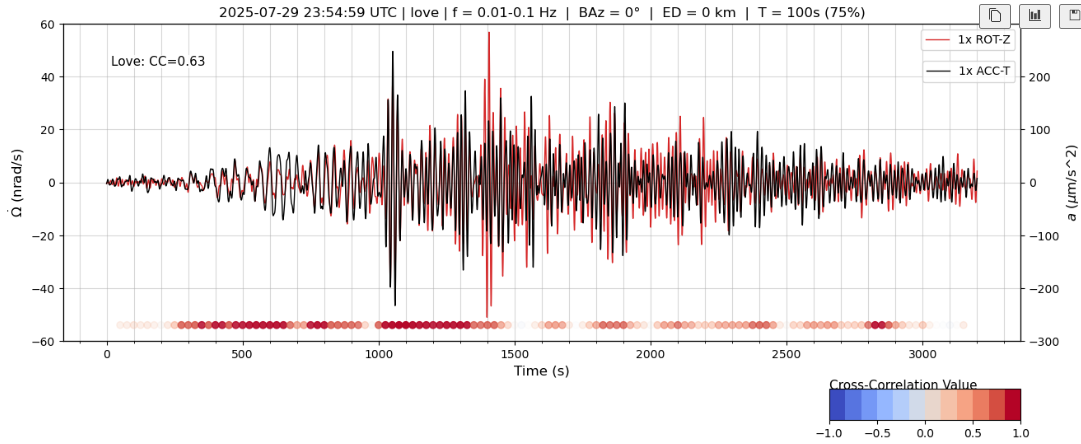 2025-07-29 23:54:59 UTC | love | f = 0.01-0.1 Hz | BAz = 0° | ED = 0 km | T = 100s (75%)
Love: CC=0.63
1x ROT-Z
1x ACC-T
60
40
20
0
−20
−40
−60
Ω̇ (nrad/s)
200
100
0
−100
−200
−300
a (μm/s^2)
0 500 1000 1500 2000 2500 3000
Time (s)
Cross-Correlation Value
−1.0 −0.5 0.0 0.5 1.0